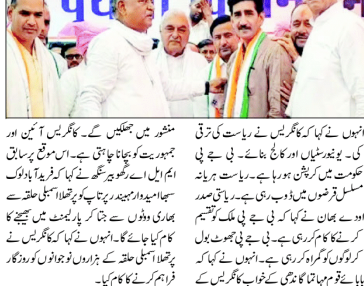 انہوں نے کہا کہ کانگریس نے ریاست کی ترقی
کی۔ یونیورسٹیاں اور کالج بنائے۔ بی جے پی
حکومت میں کرپشن ہو رہا ہے۔ ریاست ہریانہ
مسلسل قرضوں میں ڈوب رہی ہے۔ ریاستی صدر
اودے بھان نے کہا کہ بی جے پی ملک کو تقسیم
کرنے کا کام کر رہی ہے۔ بی جے پی جھوٹ بول
کر لوگوں کو گمراہ کر رہی ہے۔ انہوں نے کہا کہ
بابائے قوم مہاتما گاندھی کے خواب کانگریس کے
منشور میں جھلکیں گے۔ کانگریس آئین اور
جمہوریت کو بچانا چاہتی ہے۔ اس موقع پر سابق
ایم ایل اے رگھوبیر سنگھ نے کہا کہ فرید آباد لوک
سبھا امیدوار مہیندر پرتاپ کو پرتھلا اسمبلی حلقہ سے
بھاری ووٹوں سے جتا کر پارلیمنٹ میں بھیجنے کا
کام کیا جائے گا۔ انہوں نے کہا کہ کانگریس نے
پرتھلا اسمبلی حلقہ کے ہزاروں نوجوانوں کو روزگار
فراہم کرنے کا کام کیا۔